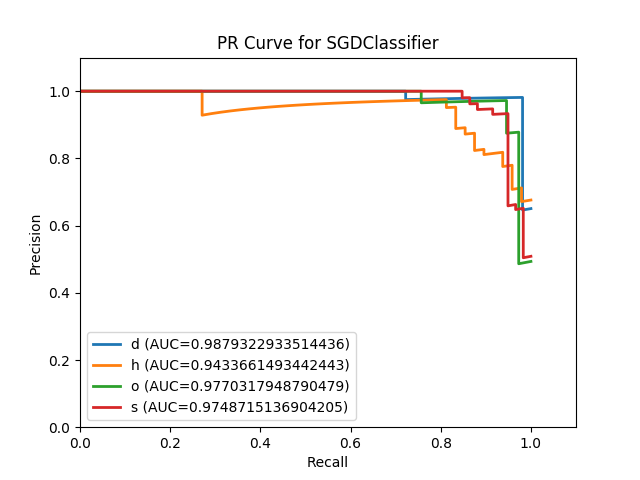 PR Curve for SGDClassifier
Precision
1.0
0.8
0.6
0.4
0.2
0.0
d (AUC=0.9879322933514436)
h (AUC=0.9433661493442443)
o (AUC=0.9770317948790479)
s (AUC=0.9748715136904205)
0.0 0.2 0.4 0.6 0.8 1.0
Recall